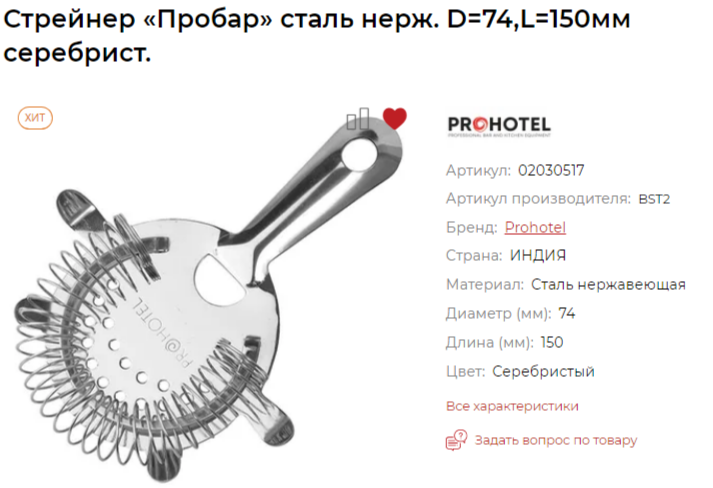 Стрейнер «Пробар» сталь нерж. D=74,L=150мм
серебрист.
ХИТ
PROHOTEL
PROFESSIONAL BAR AND KITCHEN EQUIPMENT
Артикул: 02030517
Артикул производителя: BST2
Бренд: Prohotel
Страна: ИНДИЯ
Материал: Сталь нержавеющая
Диаметр (мм): 74
Длина (мм): 150
Цвет: Серебристый
Все характеристики
Задать вопрос по товару
PROHOTEL